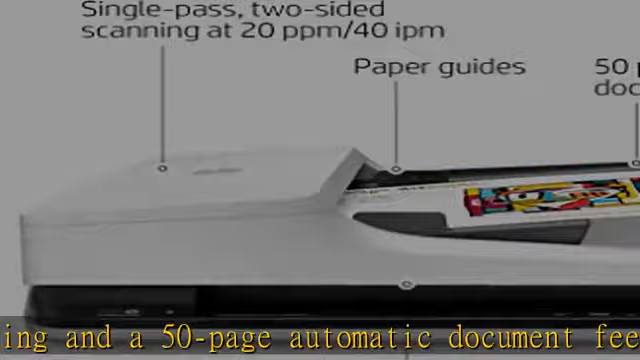 Single-pass, two-sided
scanning at 20 ppm/40 ipm
Paper guides
50
doc
ing and a 50-page automatic document fee